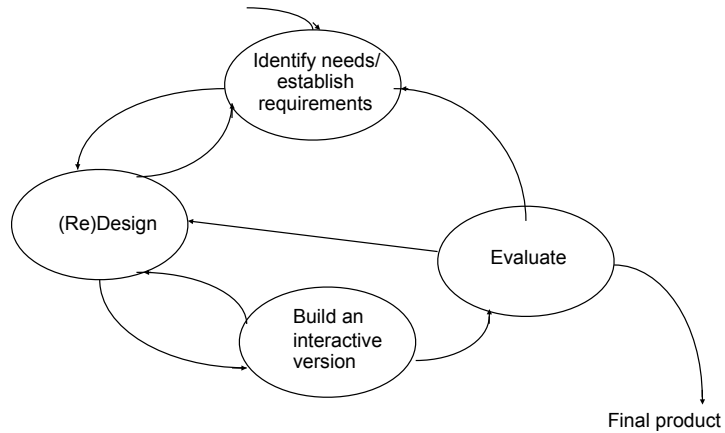 Identify needs/
establish
requirements
(Re)Design
Evaluate
Build an
interactive
version
Final product